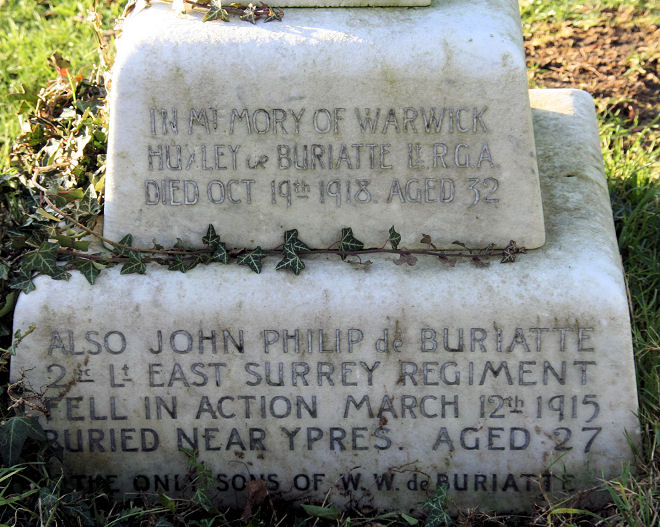 IN MEMORY OF WARWICK
HUXLEY de BURIATTE Lt R.G.A
DIED OCT 19th 1918. AGED 32
ALSO JOHN PHILIP de BURIATTE
2nd Lt EAST SURREY REGIMENT
FELL IN ACTION MARCH 12th 1915
BURIED NEAR YPRES. AGED 27
THE ONLY SONS OF W.W. de BURIATTE